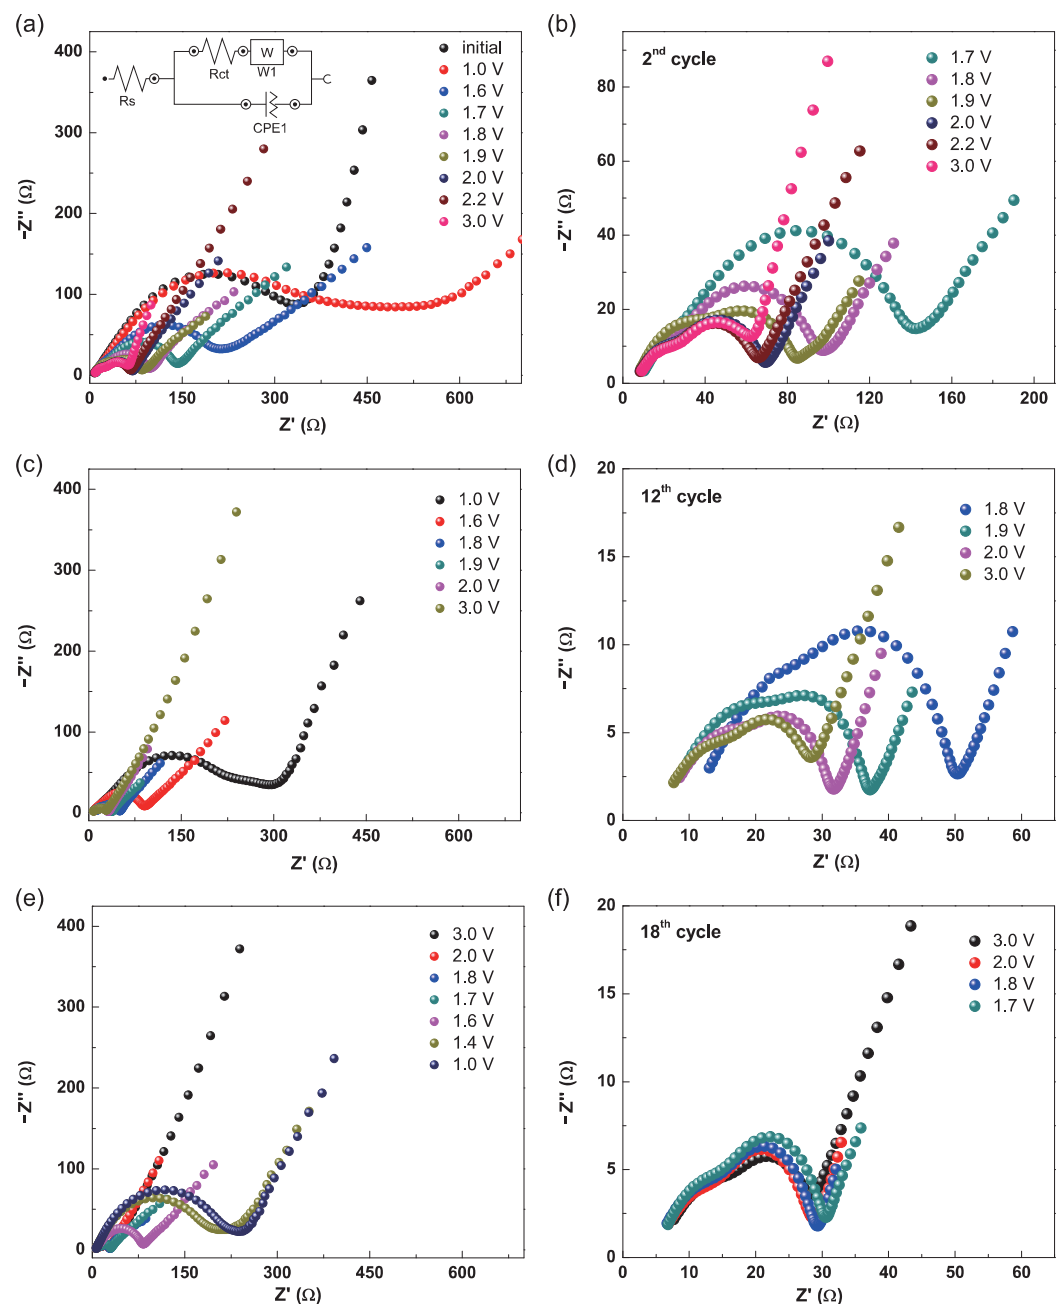 (a)
400
300
200
100
0
-Z'' (Ω)
0 150 300 450 600
Z' (Ω)
Rs
Rct
W
W1
CPE1
initial
1.0 V
1.6 V
1.7 V
1.8 V
1.9 V
2.0 V
2.2 V
3.0 V
(b)
2nd cycle
80
60
40
20
0
-Z'' (Ω)
0 40 80 120 160 200
Z' (Ω)
1.7 V
1.8 V
1.9 V
2.0 V
2.2 V
3.0 V
(c)
400
300
200
100
0
-Z'' (Ω)
0 150 300 450 600
Z' (Ω)
1.0 V
1.6 V
1.8 V
1.9 V
2.0 V
3.0 V
(d)
12th cycle
20
15
10
5
0
-Z'' (Ω)
0 10 20 30 40 50 60
Z' (Ω)
1.8 V
1.9 V
2.0 V
3.0 V
(e)
400
300
200
100
0
-Z'' (Ω)
0 150 300 450 600
Z' (Ω)
3.0 V
2.0 V
1.8 V
1.7 V
1.6 V
1.4 V
1.0 V
(f)
18th cycle
20
15
10
5
0
-Z'' (Ω)
0 10 20 30 40 50 60
Z' (Ω)
3.0 V
2.0 V
1.8 V
1.7 V